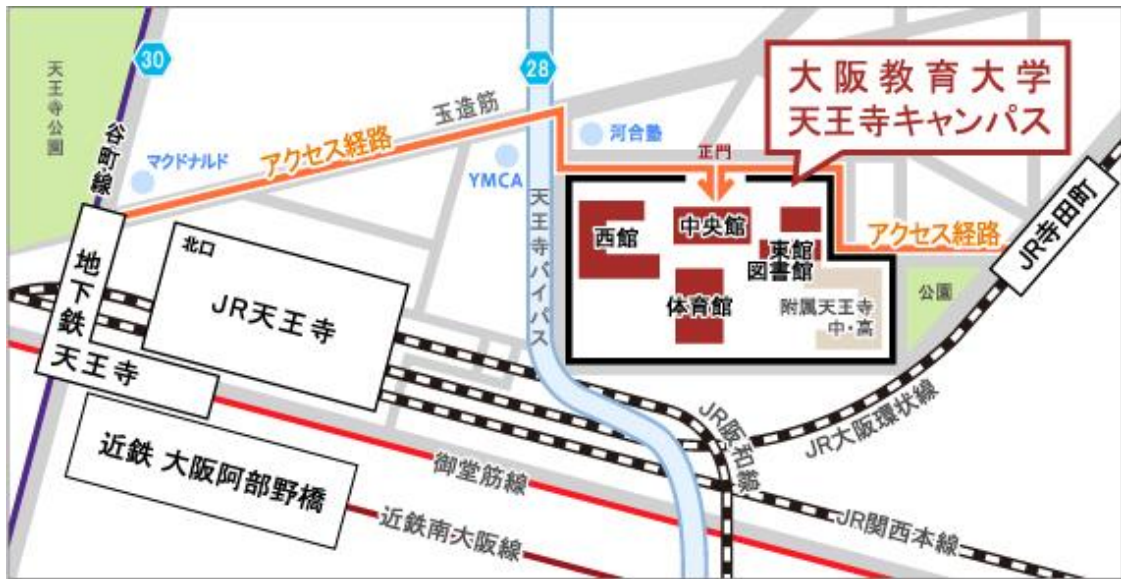 天王寺公園
30
谷町線
マクドナルド
アクセス経路
玉造筋
28
YMCA
河合塾
大阪教育大学
天王寺キャンパス
正門
天王寺バイパス
西館
中央館
東館
図書館
体育館
附属天王寺
中・高
アクセス経路
公園
JR寺田町
地下鉄
天王寺
北口
JR天王寺
近鉄 大阪阿部野橋
御堂筋線
近鉄南大阪線
JR阪和線
JR大阪環状線
JR関西本線